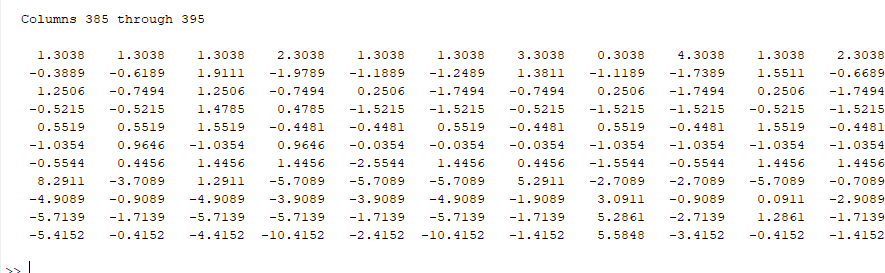 Columns 385 through 395
1.3038 1.3038 1.3038 2.3038 1.3038 1.3038 3.3038 0.3038 4.3038 1.3038 2.3038
-0.3889 -0.6189 1.9111 -1.9789 -1.1889 -1.2489 1.3811 -1.1189 -1.7389 1.5511 -0.6689
1.2506 -0.7494 1.2506 -0.7494 0.2506 -1.7494 -0.7494 0.2506 -1.7494 0.2506 -1.7494
-0.5215 -0.5215 1.4785 0.4785 -1.5215 -1.5215 -0.5215 -1.5215 -1.5215 -0.5215 -1.5215
0.5519 0.5519 1.5519 -0.4481 -0.4481 0.5519 -0.4481 0.5519 -0.4481 1.5519 -0.4481
-1.0354 0.9646 -1.0354 0.9646 -0.0354 -0.0354 -0.0354 -1.0354 -1.0354 -1.0354 -1.0354
-0.5544 0.4456 1.4456 1.4456 -2.5544 1.4456 0.4456 -1.5544 -0.5544 1.4456 1.4456
8.2911 -3.7089 1.2911 -5.7089 -5.7089 -5.7089 5.2911 -2.7089 -2.7089 -5.7089 -0.7089
-4.9089 -0.9089 -4.9089 -3.9089 -3.9089 -4.9089 -1.9089 3.0911 -0.9089 0.0911 -2.9089
-5.7139 -1.7139 -5.7139 -5.7139 -1.7139 -5.7139 -1.7139 5.2861 -2.7139 1.2861 -1.7139
-5.4152 -0.4152 -4.4152 -10.4152 -2.4152 -10.4152 -1.4152 5.5848 -3.4152 -0.4152 -1.4152
>>